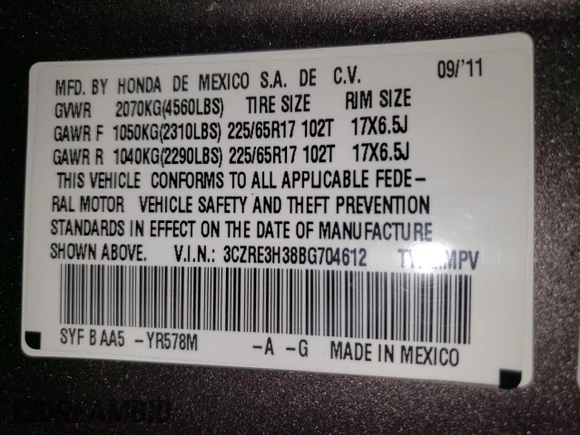 MFD. BY HONDA DE MEXICO S.A. DE C.V. 09/'11
GVWR 2070KG(4560LBS) TIRE SIZE RIM SIZE
GAWR F 1050KG(2310LBS) 225/65R17 102T 17X6.5J
GAWR R 1040KG(2290LBS) 225/65R17 102T 17X6.5J
THIS VEHICLE CONFORMS TO ALL APPLICABLE FEDE-
RAL MOTOR VEHICLE SAFETY AND THEFT PREVENTION
STANDARDS IN EFFECT ON THE DATE OF MANUFACTURE
SHOWN ABOVE. V.I.N.: 3CZRE3H38BG704612 TYPE:MPV
SYF B AA5 -YR578M -A -G MADE IN MEXICO